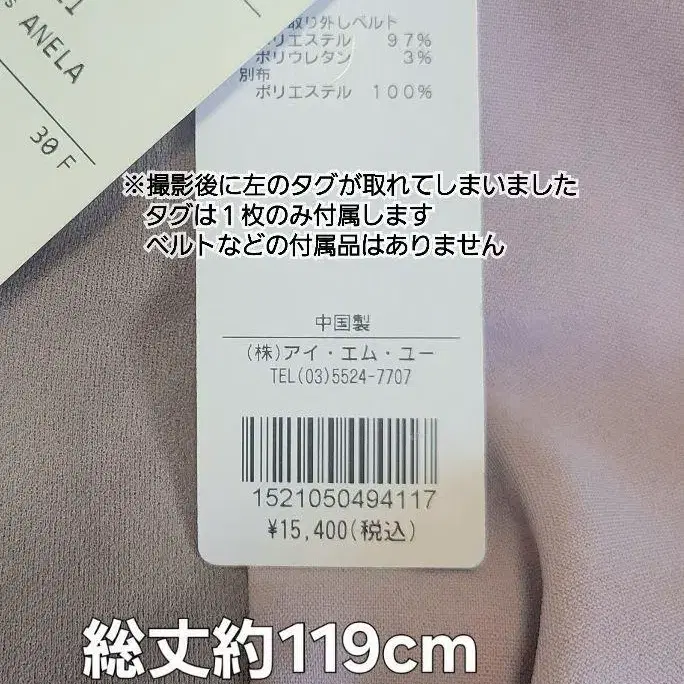 ANELA
30 F
取り外しベルト
ポリエステル 97%
ポリウレタン 3%
別布
ポリエステル 100%
※撮影後に左のタグが取れてしまいました
タグは1枚のみ付属します
ベルトなどの付属品はありません
中国製
(株)アイ・エム・ユー
TEL(03)5524-7707
1521050494117
¥15,400(税込)
総丈約119cm